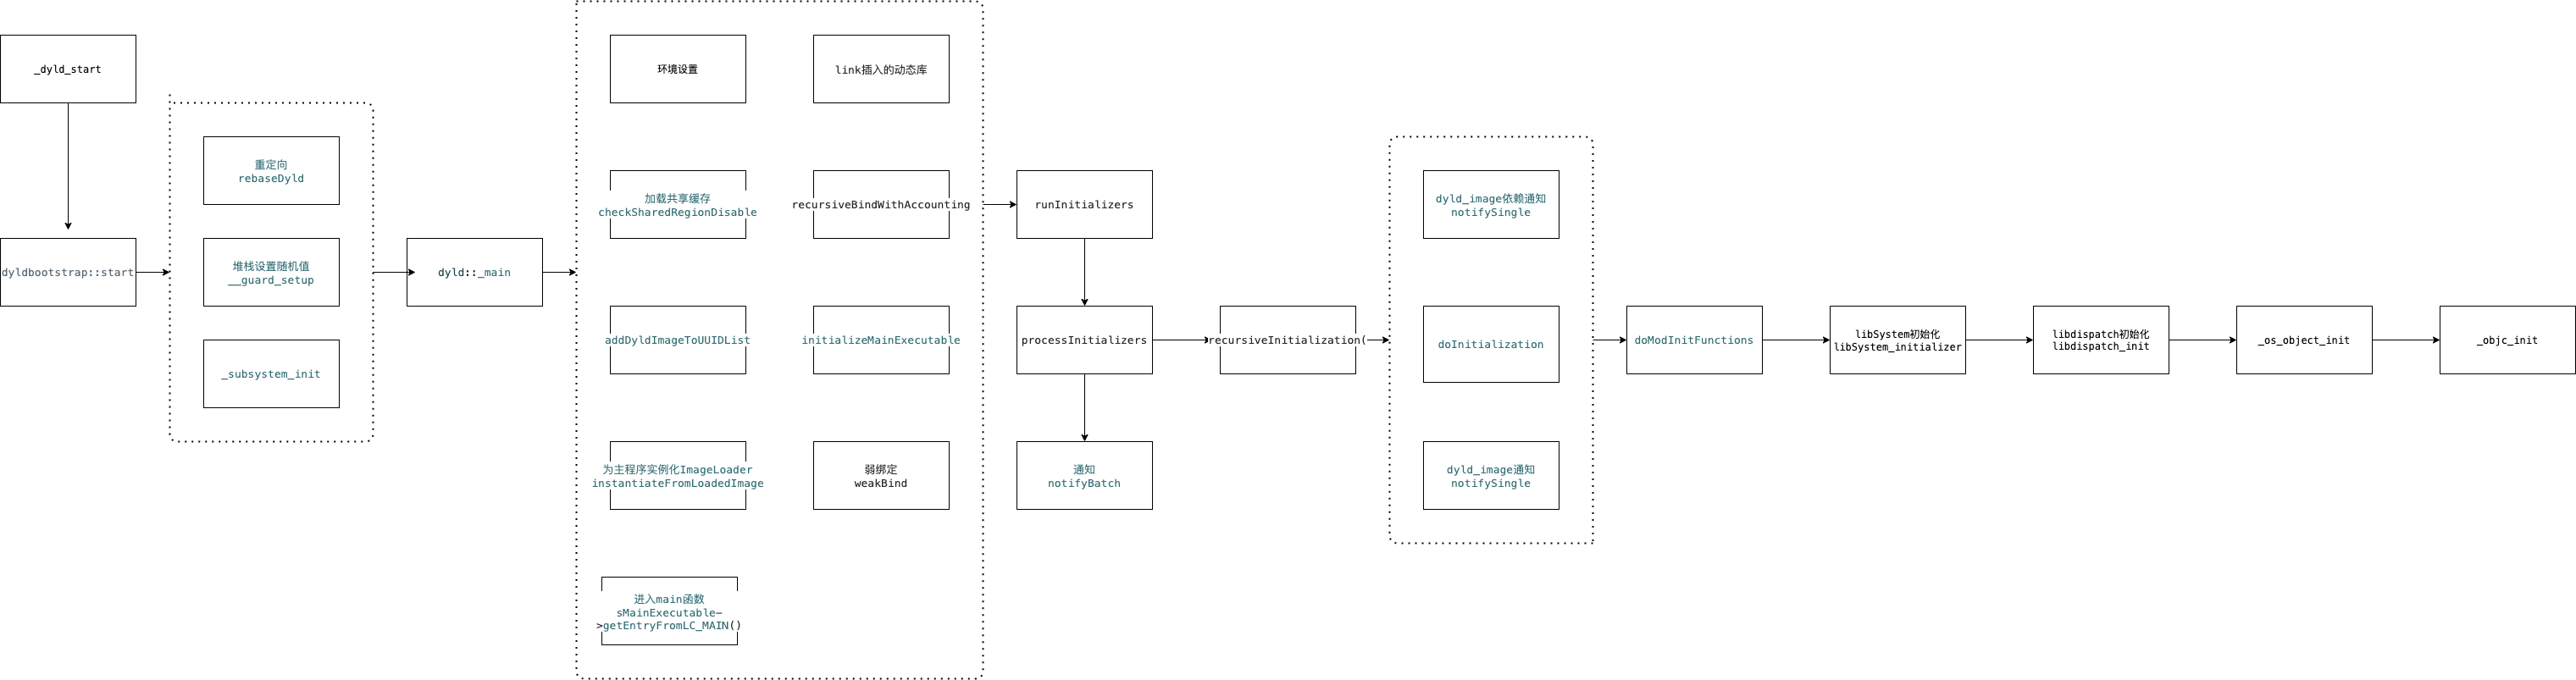 _dyld_start
dyldbootstrap::start
重定向
rebaseDyld
堆栈设置随机值
__guard_setup
_subsystem_init
dyld::_main
环境设置
加载共享缓存
checkSharedRegionDisable
addDyldImageToUUIDList
为主程序实例化ImageLoader
instantiateFromLoadedImage
进入main函数
sMainExecutable-
>getEntryFromLC_MAIN()
link插入的动态库
recursiveBindWithAccounting
initializeMainExecutable
弱绑定
weakBind
runInitializers
processInitializers
通知
notifyBatch
recursiveInitialization(
dyld_image依赖通知
notifySingle
doInitialization
dyld_image通知
notifySingle
doModInitFunctions
libSystem初始化
libSystem_initializer
libdispatch初始化
libdispatch_init
_os_object_init
_objc_init